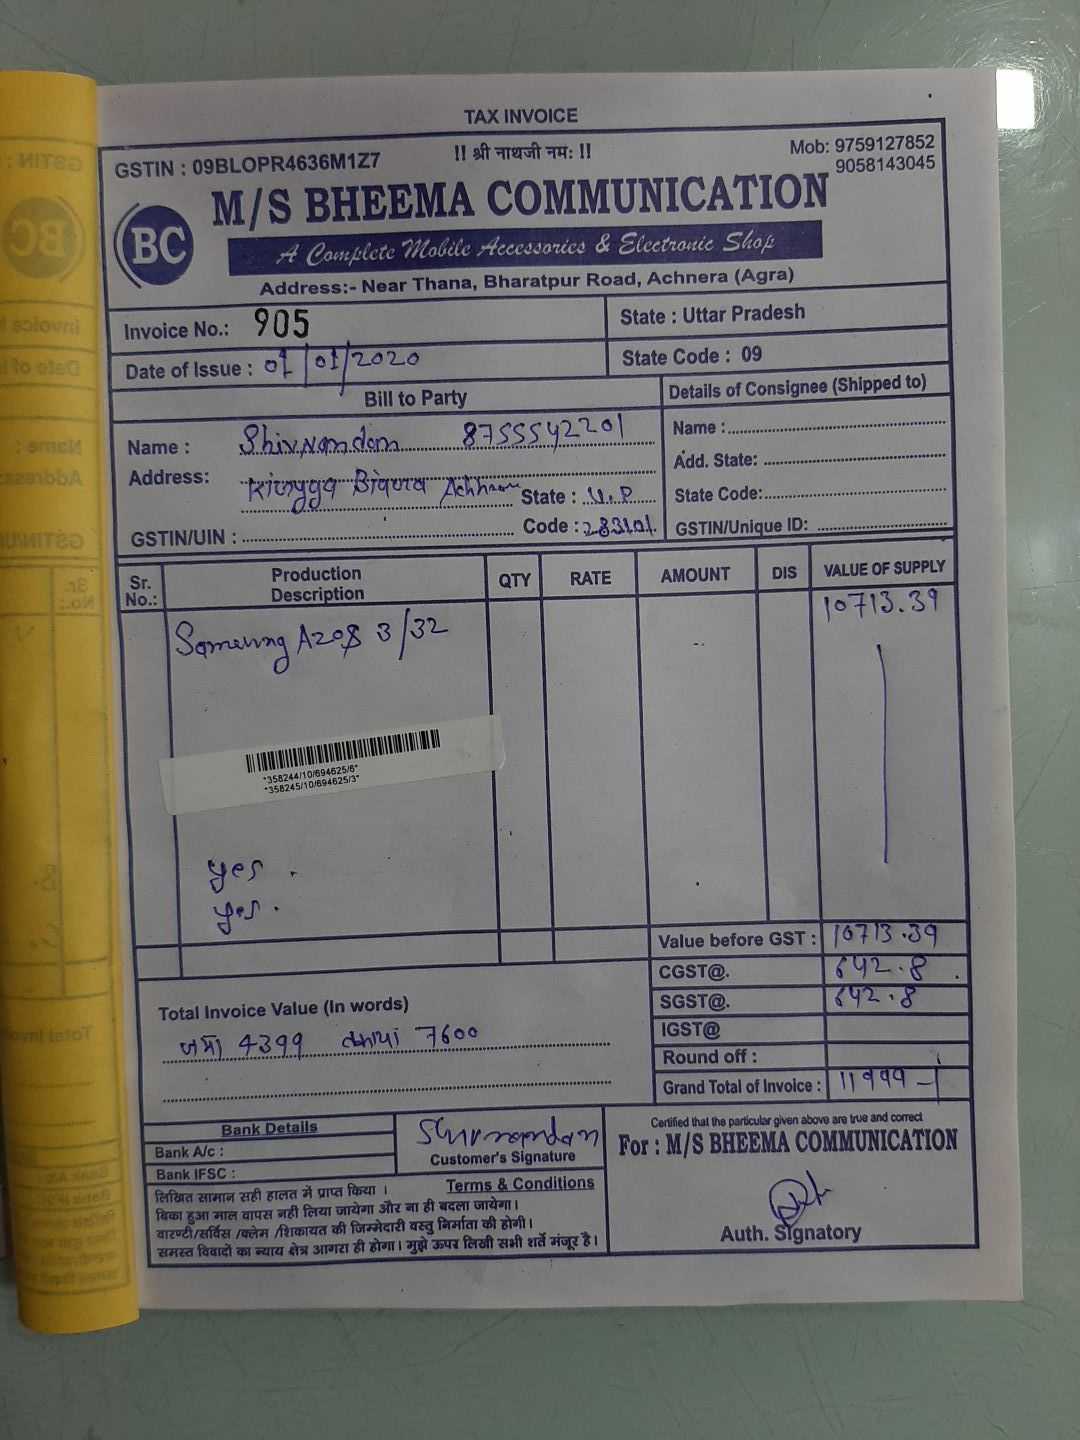 TAX INVOICE
GSTIN : 09BLOPR4636M1Z7
!! श्री नाथजी नमः !!
Mob: 9759127852
9058143045
BC
M/S BHEEMA COMMUNICATION
A Complete Mobile Accessories & Electronic Shop
Address:- Near Thana, Bharatpur Road, Achnera (Agra)
Invoice No.: 905
State : Uttar Pradesh
Date of Issue : 01/01/2020
State Code : 09
Bill to Party
Details of Consignee (Shipped to)
Name : Shivnandan 8755542201
Address:
State : U.P
GSTIN/UIN :
Code : 283101
Name :
Add. State:
State Code:
GSTIN/Unique ID:
Sr. No.:
Production Description
QTY
RATE
AMOUNT
DIS
VALUE OF SUPPLY
Samsung A20S 3/32
10713.39
*358244/10/694625/6*
*358245/10/694625/3*
yes .
yes .
Value before GST : 10713.39
CGST@. 642.8
SGST@. 642.8
IGST@
Round off :
Grand Total of Invoice : 11999-/
Total Invoice Value (In words)
जमा 4399 बकाया 7600
Bank Details
Bank A/c :
Bank IFSC :
Shivnandan
Customer's Signature
Certified that the particular given above are true and correct
For : M/S BHEEMA COMMUNICATION
Auth. Signatory
Terms & Conditions
लिखित सामान सही हालत में प्राप्त किया ।
बिका हुआ माल वापस नही लिया जायेगा और ना ही बदला जायेगा।
वारण्टी/सर्विस /क्लेम /शिकायत की जिम्मेदारी वस्तु निर्माता की होगी।
समस्त विवादों का न्याय क्षेत्र आगरा ही होगा। मुझे ऊपर लिखी सभी शर्ते मंजूर है।